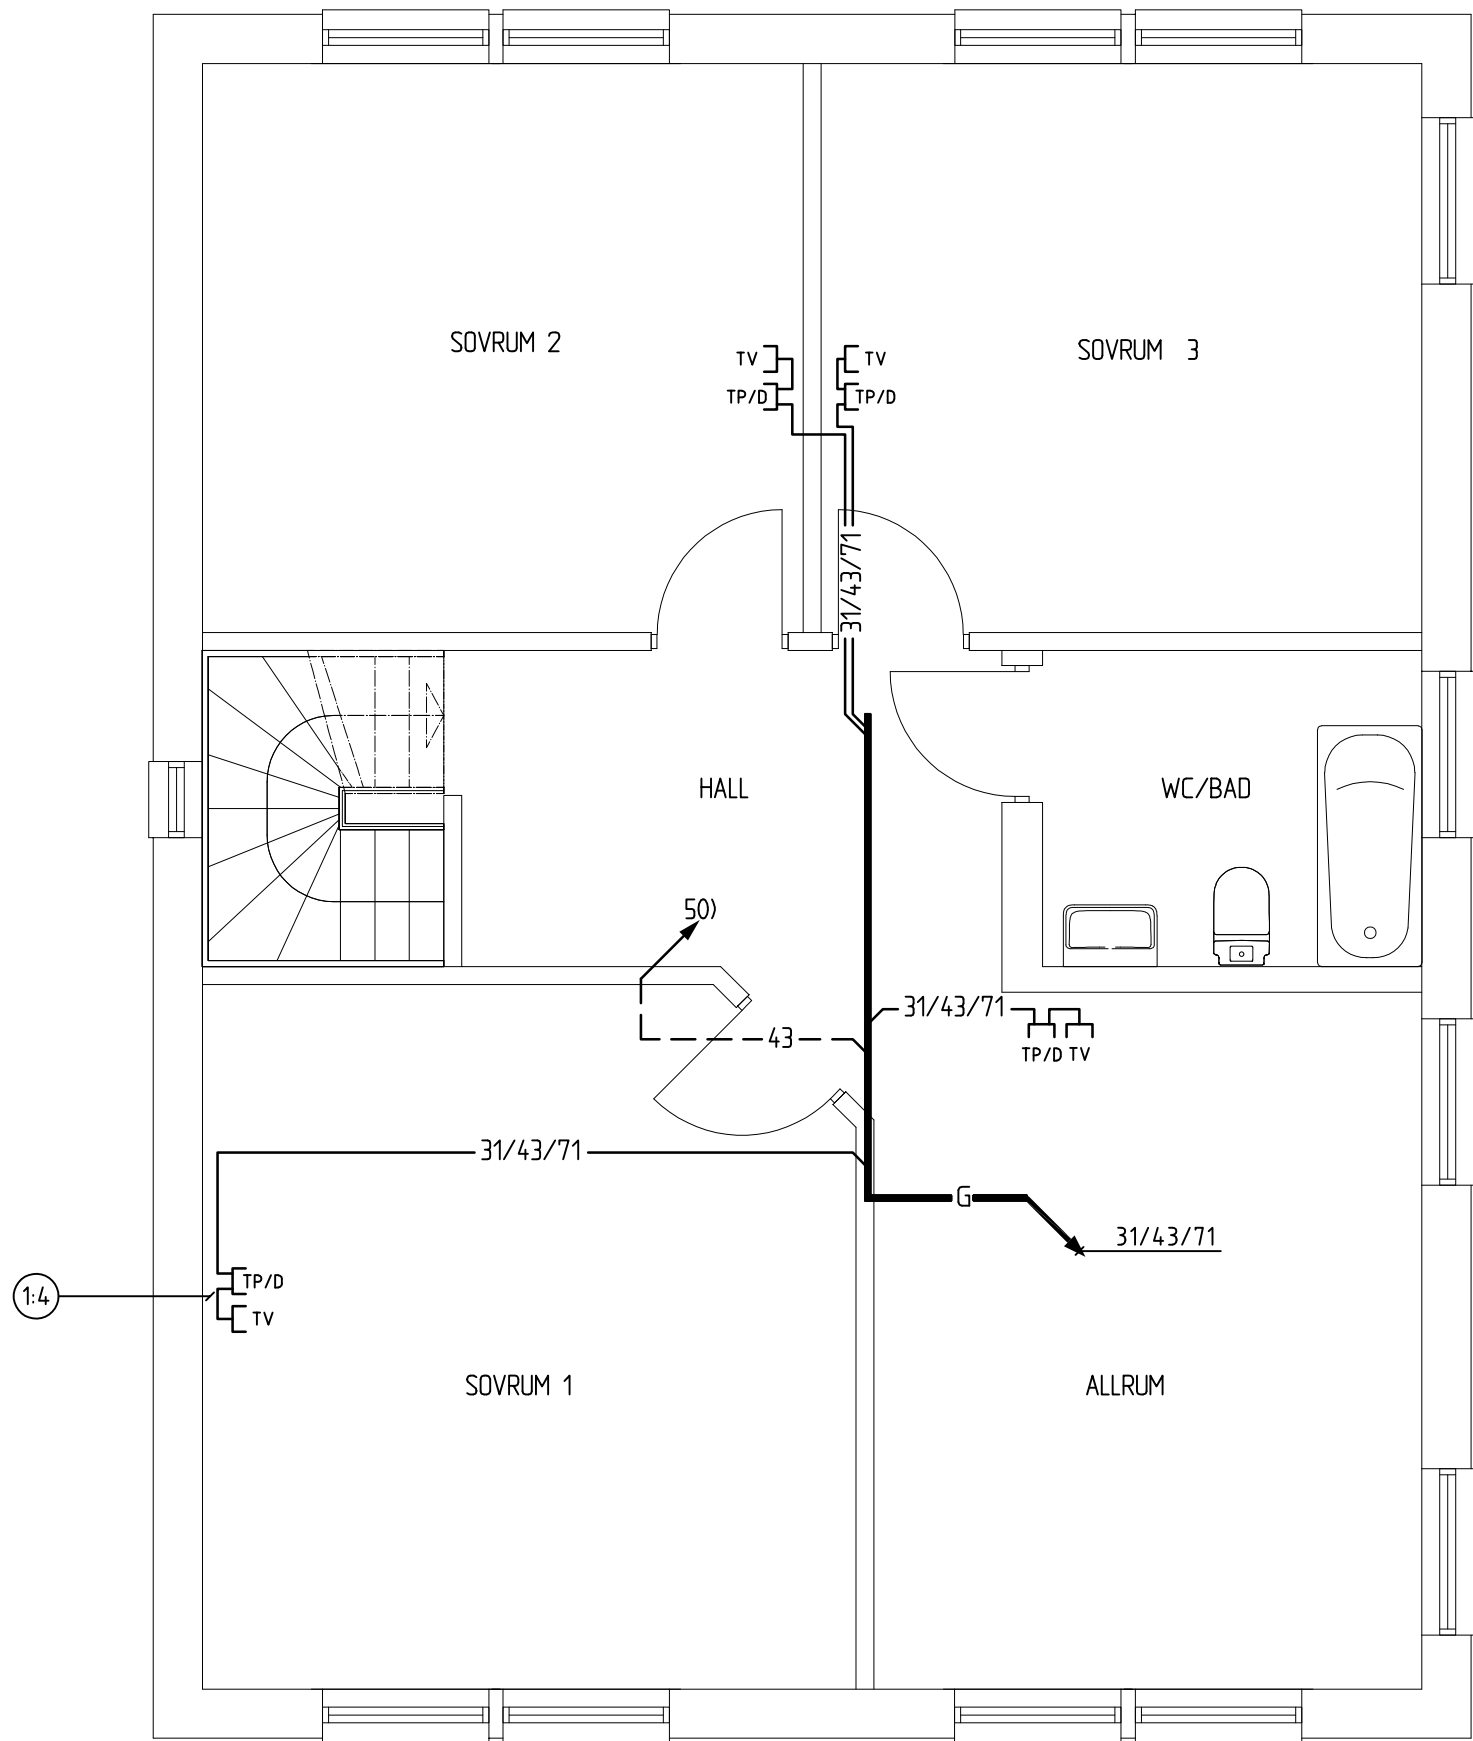 SOVRUM 2
SOVRUM 3
TV
TV
TP/D
TP/D
31/43/71
HALL
WC/BAD
50)
31/43/71
43
TP/D TV
31/43/71
G
31/43/71
TP/D
1:4
TV
SOVRUM 1
ALLRUM